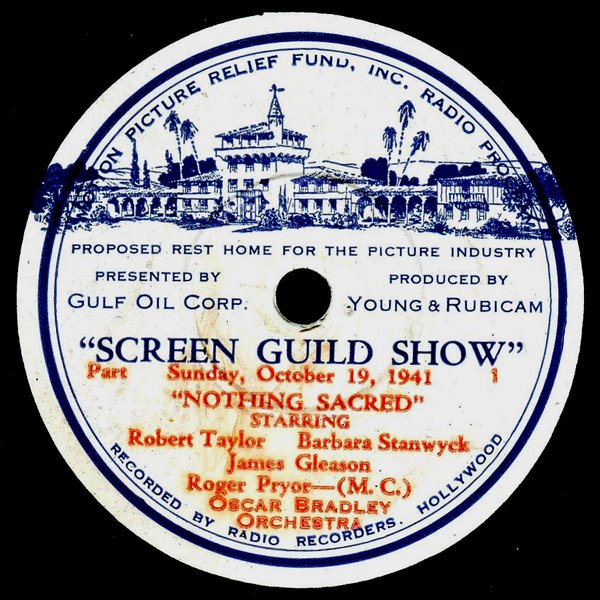 MOTION PICTURE RELIEF FUND, INC. RADIO
PROPOSED REST HOME FOR THE PICTURE INDUSTRY
PRESENTED BY
GULF OIL CORP.
PRODUCED BY
YOUNG & RUBICAM
"SCREEN GUILD SHOW"
Part Sunday, October 19, 1941 1
"NOTHING SACRED"
STARRING
Robert Taylor Barbara Stanwyck
James Gleason
Roger Pryor—(M. C.)
OSCAR BRADLEY
ORCHESTRA
RECORDED BY RADIO RECORDERS. HOLLYWOOD